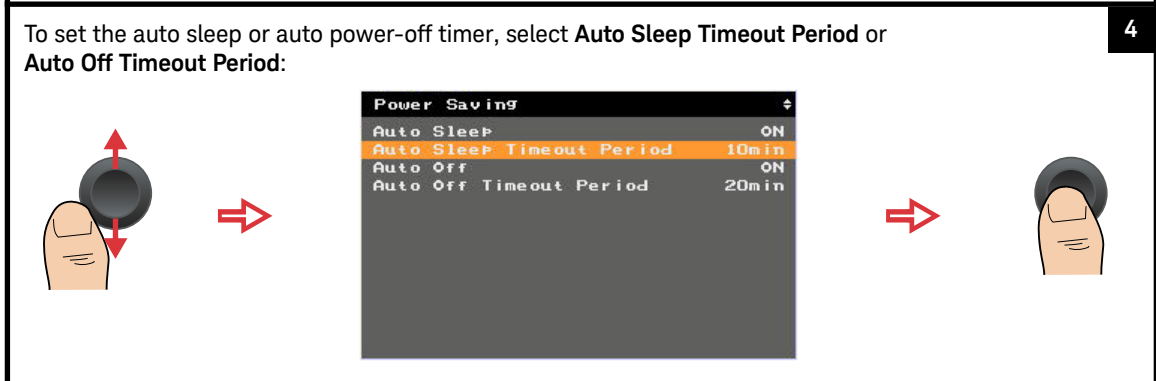 To set the auto sleep or auto power-off timer, select Auto Sleep Timeout Period or
4
Auto Off Timeout Period:
Power Saving
Auto Sleep ON
Auto Sleep Timeout Period 10min
Auto Off ON
Auto Off Timeout Period 20min